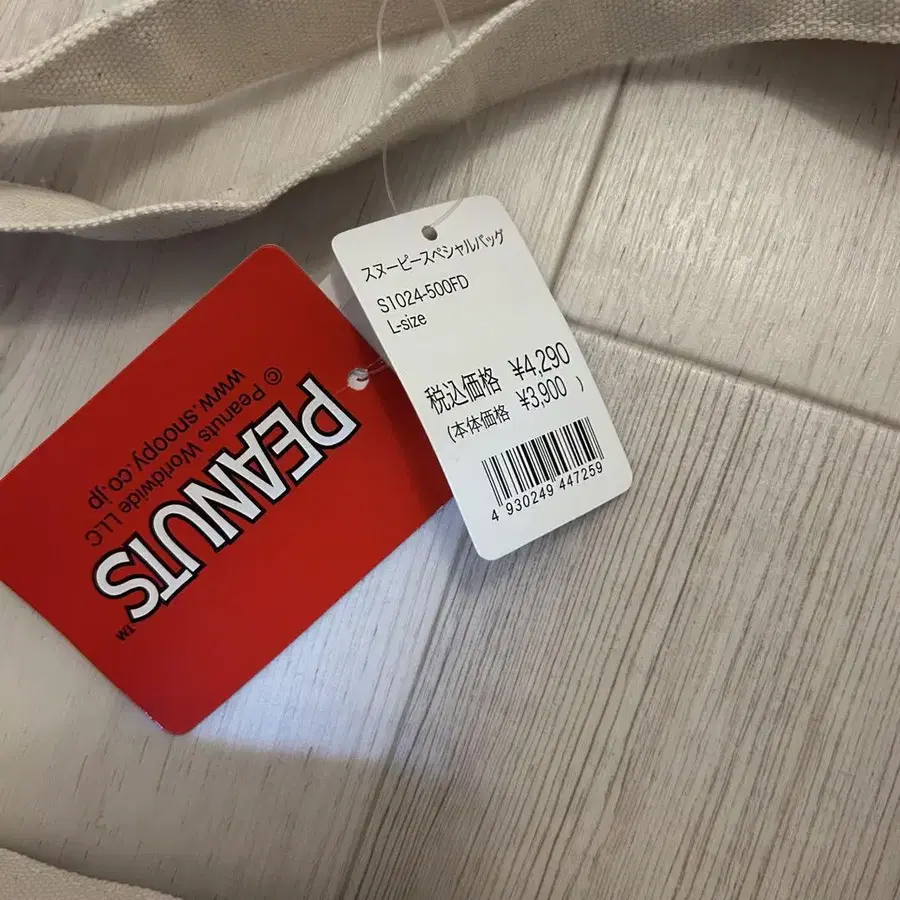 スヌーピースペシャルバッグ
S1024-500FD
L-size
税込価格 ¥4,290
(本体価格 ¥3,900 )
4 930249 447259
PEANUTS™
© Peanuts Worldwide LLC
www.snoopy.co.jp